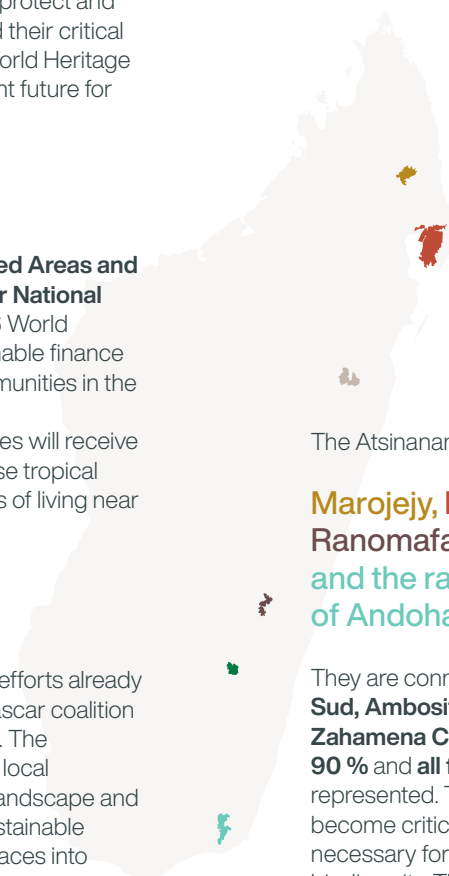 protect and
their critical
World Heritage
nt future for
ed Areas and
r National
World
nable finance
munities in the
es will receive
se tropical
s of living near
efforts already
ascar coalition
. The
local
andscape and
stainable
aces into
The Atsinanan
Marojejy,
Ranomafa
and the ra
of Andoha
They are conn
Sud, Ambosit
Zahamena C
90 % and all f
represented. T
become critic
necessary for